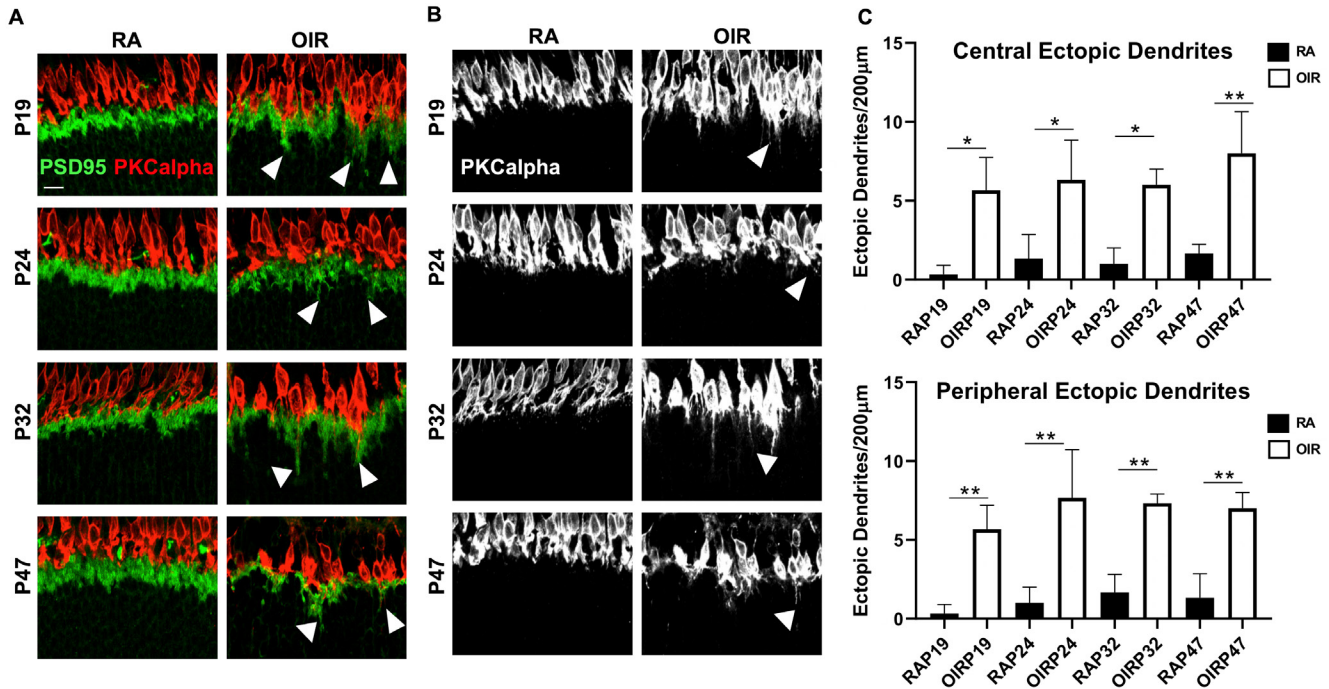 A
RA
OIR
P19
PSD95 PKCalpha
P24
P32
P47
B
RA
OIR
P19
PKCalpha
P24
P32
P47
C
Central Ectopic Dendrites
RA
OIR
Ectopic Dendrites/200µm
15
10
5
0
* * * **
RAP19 OIRP19 RAP24 OIRP24 RAP32 OIRP32 RAP47 OIRP47
Peripheral Ectopic Dendrites
RA
OIR
Ectopic Dendrites/200µm
15
10
5
0
** ** ** **
RAP19 OIRP19 RAP24 OIRP24 RAP32 OIRP32 RAP47 OIRP47